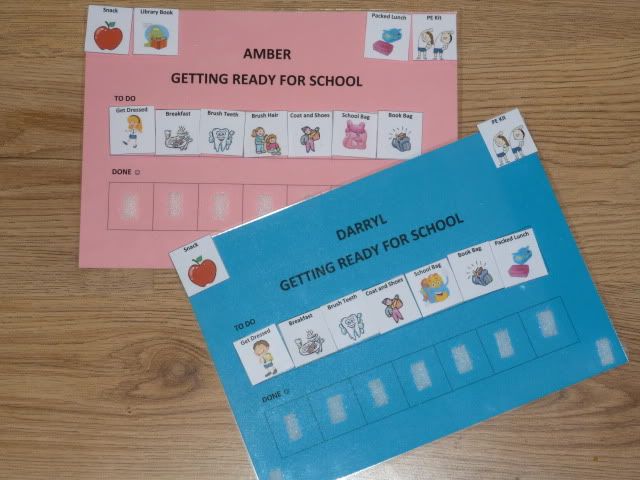 Snack
Library Book
Packed Lunch
PE Kit
AMBER
GETTING READY FOR SCHOOL
TO DO
Get Dressed
Breakfast
Brush Teeth
Brush Hair
Coat and Shoes
School Bag
Book Bag
DONE ☺
PE Kit
Snack
DARRYL
GETTING READY FOR SCHOOL
TO DO
Get Dressed
Breakfast
Brush Teeth
Coat and Shoes
School Bag
Book Bag
Packed Lunch
DONE ☺